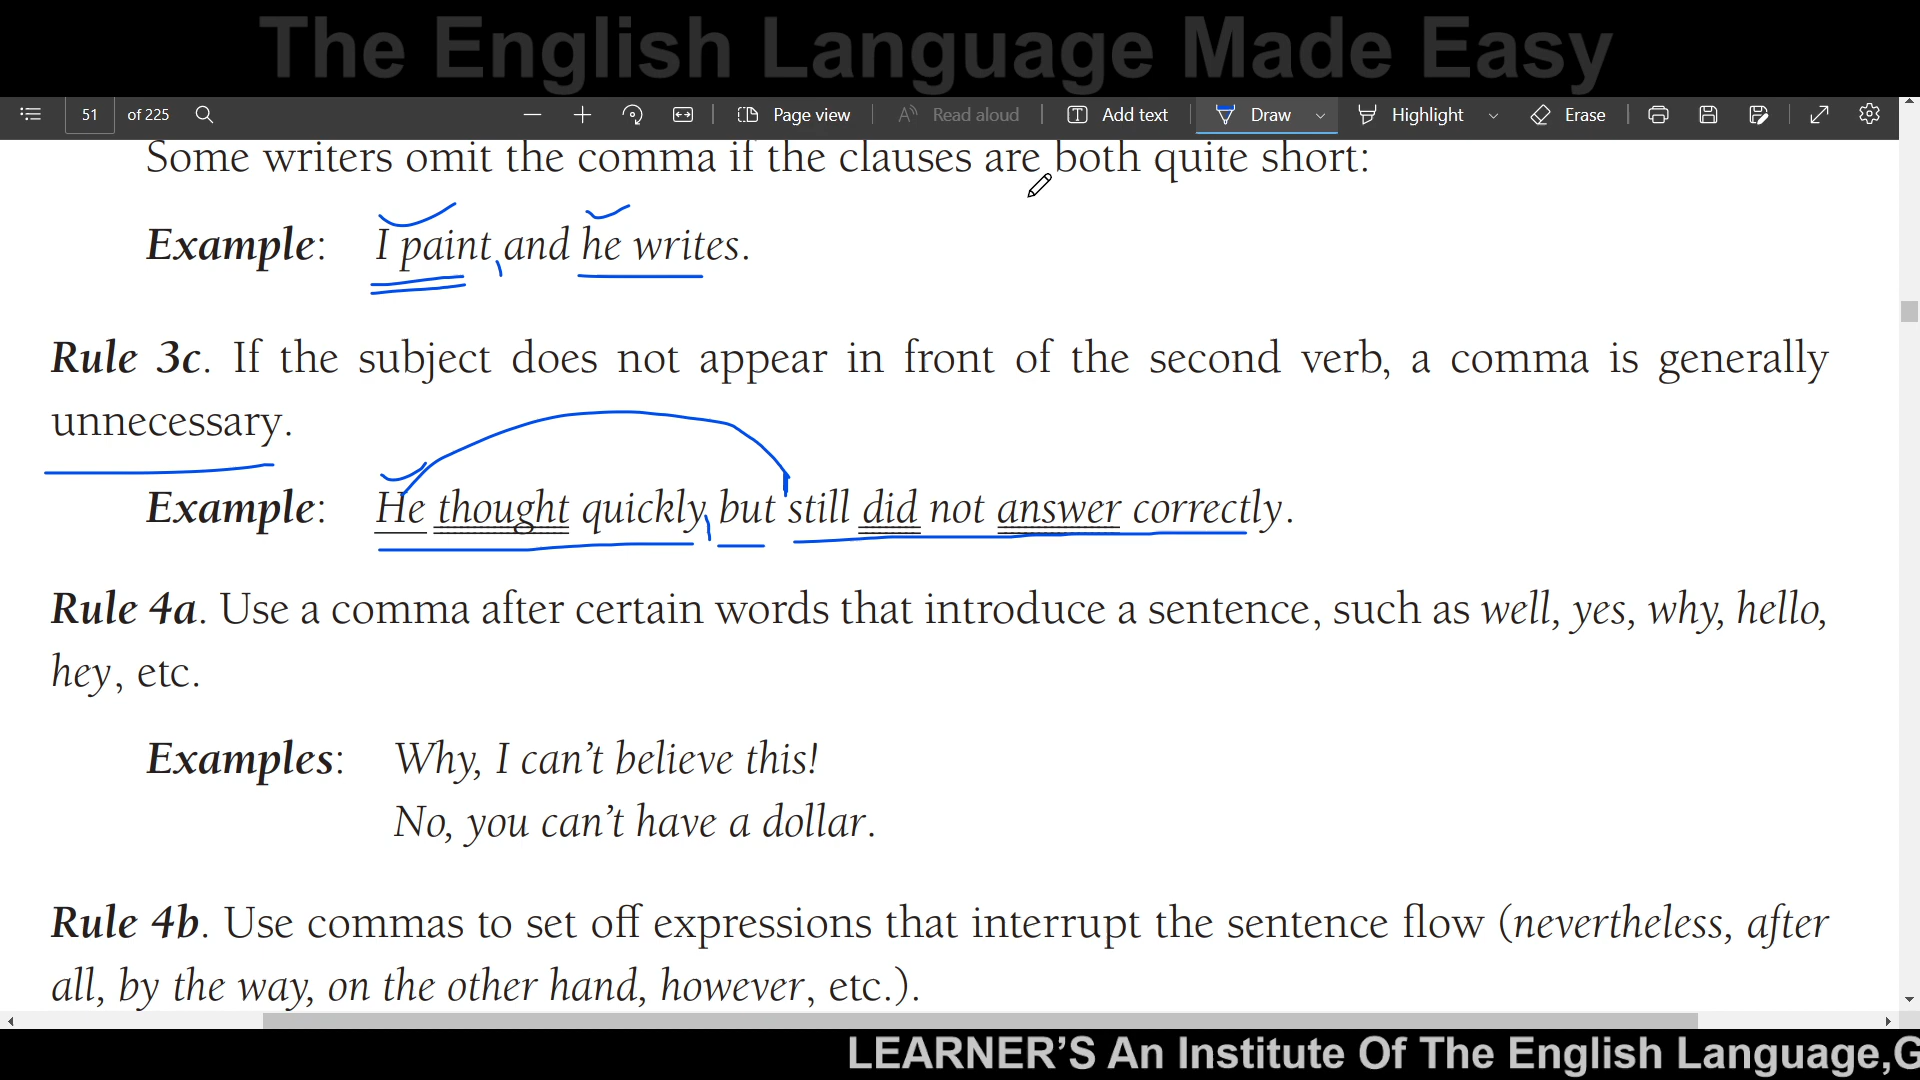 The English Language Made Easy
51 of 225 Page view Read aloud Add text Draw Highlight Erase
Some writers omit the comma if the clauses are both quite short:
Example: I paint and he writes.
Rule 3c. If the subject does not appear in front of the second verb, a comma is generally
unnecessary.
Example: He thought quickly but still did not answer correctly.
Rule 4a. Use a comma after certain words that introduce a sentence, such as well, yes, why, hello,
hey, etc.
Examples: Why, I can’t believe this!
No, you can’t have a dollar.
Rule 4b. Use commas to set off expressions that interrupt the sentence flow (nevertheless, after
all, by the way, on the other hand, however, etc.).
LEARNER’S An Institute Of The English Language,G